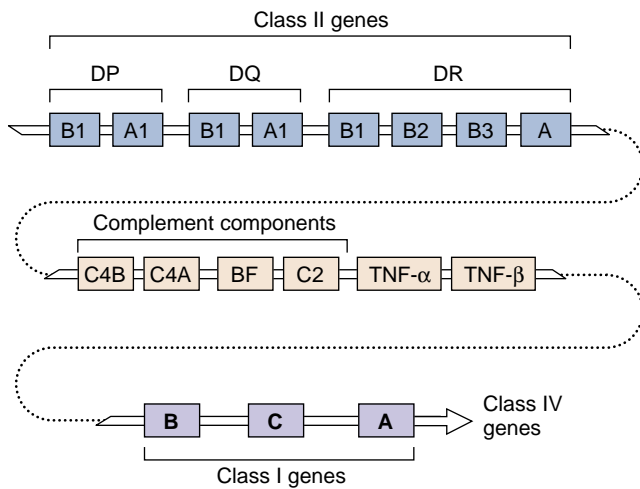 Class II genes
DP DQ DR
B1 A1 B1 A1 B1 B2 B3 A
Complement components
C4B C4A BF C2 TNF-α TNF-β
B C A
Class IV
genes
Class I genes